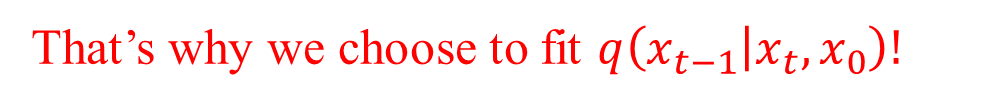 That’s why we choose to fit $q(x_{t-1}|x_t, x_0)$!